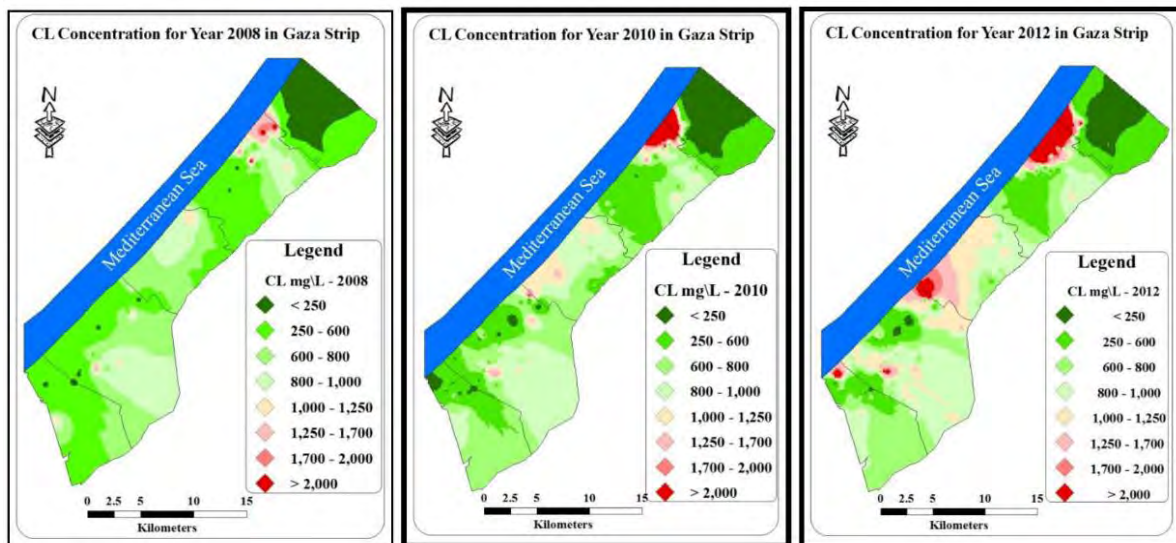 CL Concentration for Year 2008 in Gaza Strip
N
Mediterranean Sea
Legend
CL mg\L - 2008
< 250
250 - 600
600 - 800
800 - 1,000
1,000 - 1,250
1,250 - 1,700
1,700 - 2,000
> 2,000
0 2.5 5 10 15
Kilometers
CL Concentration for Year 2010 in Gaza Strip
N
Mediterranean Sea
Legend
CL mg\L - 2010
< 250
250 - 600
600 - 800
800 - 1,000
1,000 - 1,250
1,250 - 1,700
1,700 - 2,000
> 2,000
0 2.5 5 10 15
Kilometers
CL Concentration for Year 2012 in Gaza Strip
N
Mediterranean Sea
Legend
CL mg\L - 2012
< 250
250 - 600
600 - 800
800 - 1,000
1,000 - 1,250
1,250 - 1,700
1,700 - 2,000
> 2,000
0 2.5 5 10 15
Kilometers